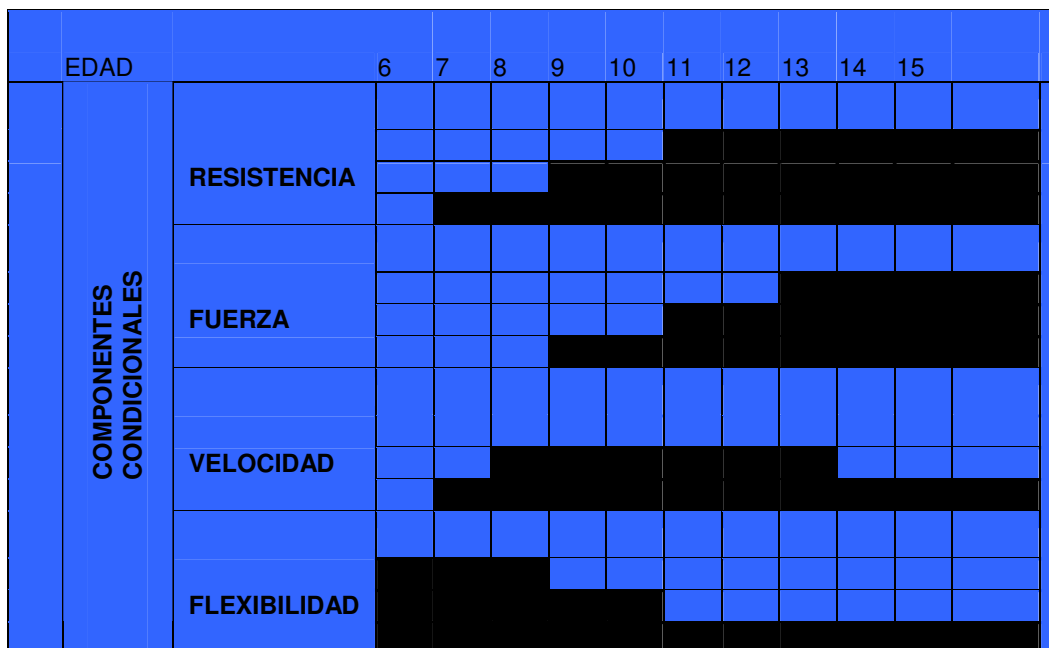 EDAD 6 7 8 9 10 11 12 13 14 15
COMPONENTES
CONDICIONALES
RESISTENCIA
FUERZA
VELOCIDAD
FLEXIBILIDAD